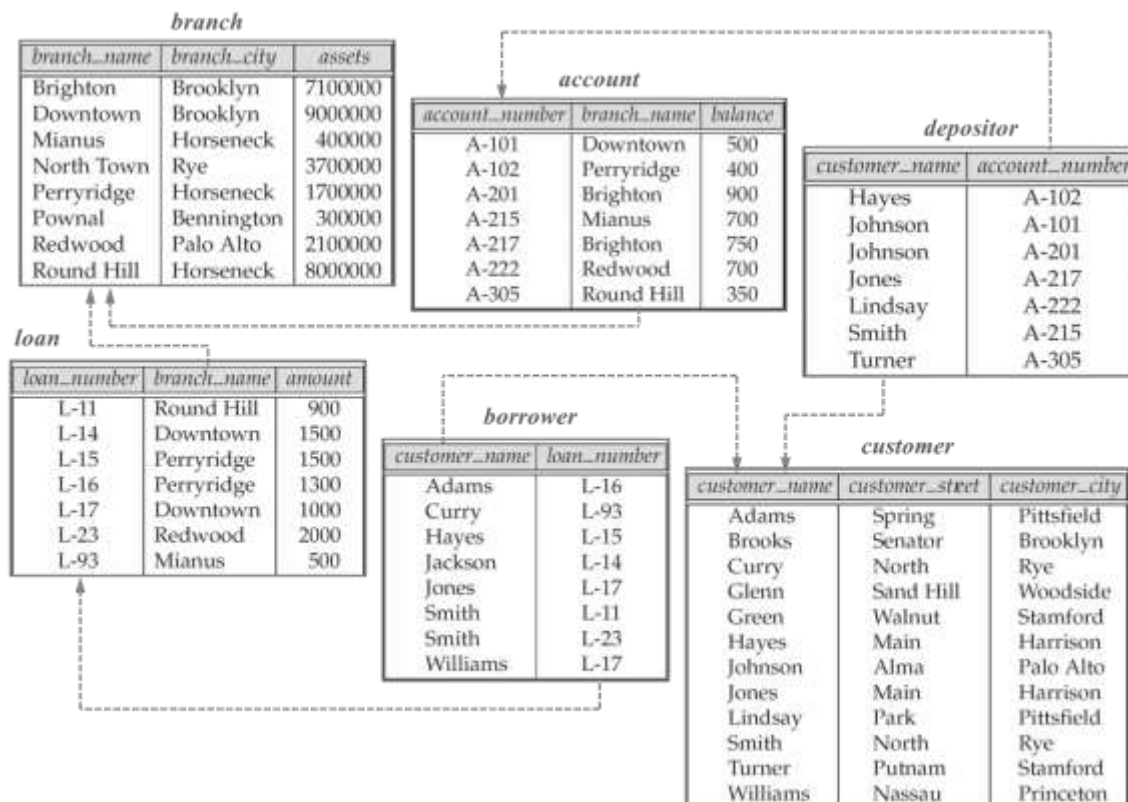 branch
branch_name branch_city assets
Brighton Brooklyn 7100000
Downtown Brooklyn 9000000
Mianus Horseneck 400000
North Town Rye 3700000
Perryridge Horseneck 1700000
Pownal Bennington 300000
Redwood Palo Alto 2100000
Round Hill Horseneck 8000000
account
account_number branch_name balance
A-101 Downtown 500
A-102 Perryridge 400
A-201 Brighton 900
A-215 Mianus 700
A-217 Brighton 750
A-222 Redwood 700
A-305 Round Hill 350
depositor
customer_name account_number
Hayes A-102
Johnson A-101
Johnson A-201
Jones A-217
Lindsay A-222
Smith A-215
Turner A-305
loan
loan_number branch_name amount
L-11 Round Hill 900
L-14 Downtown 1500
L-15 Perryridge 1500
L-16 Perryridge 1300
L-17 Downtown 1000
L-23 Redwood 2000
L-93 Mianus 500
borrower
customer_name loan_number
Adams L-16
Curry L-93
Hayes L-15
Jackson L-14
Jones L-17
Smith L-11
Smith L-23
Williams L-17
customer
customer_name customer_street customer_city
Adams Spring Pittsfield
Brooks Senator Brooklyn
Curry North Rye
Glenn Sand Hill Woodside
Green Walnut Stamford
Hayes Main Harrison
Johnson Alma Palo Alto
Jones Main Harrison
Lindsay Park Pittsfield
Smith North Rye
Turner Putnam Stamford
Williams Nassau Princeton